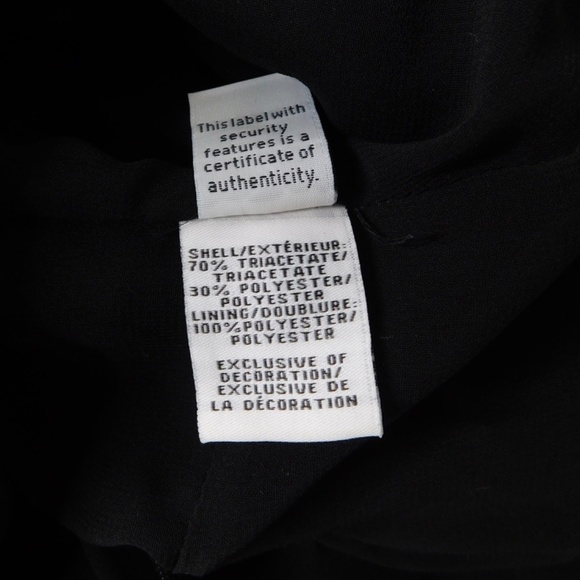 This label with
security
features is a
certificate of
authenticity.
SHELL/EXTÉRIEUR:
70% TRIACETATE/
TRIACETATE
30% POLYESTER/
POLYESTER
LINING/DOUBLURE:
100%POLYESTER/
POLYESTER
EXCLUSIVE OF
DECORATION/
EXCLUSIVE DE
LA DÉCORATION